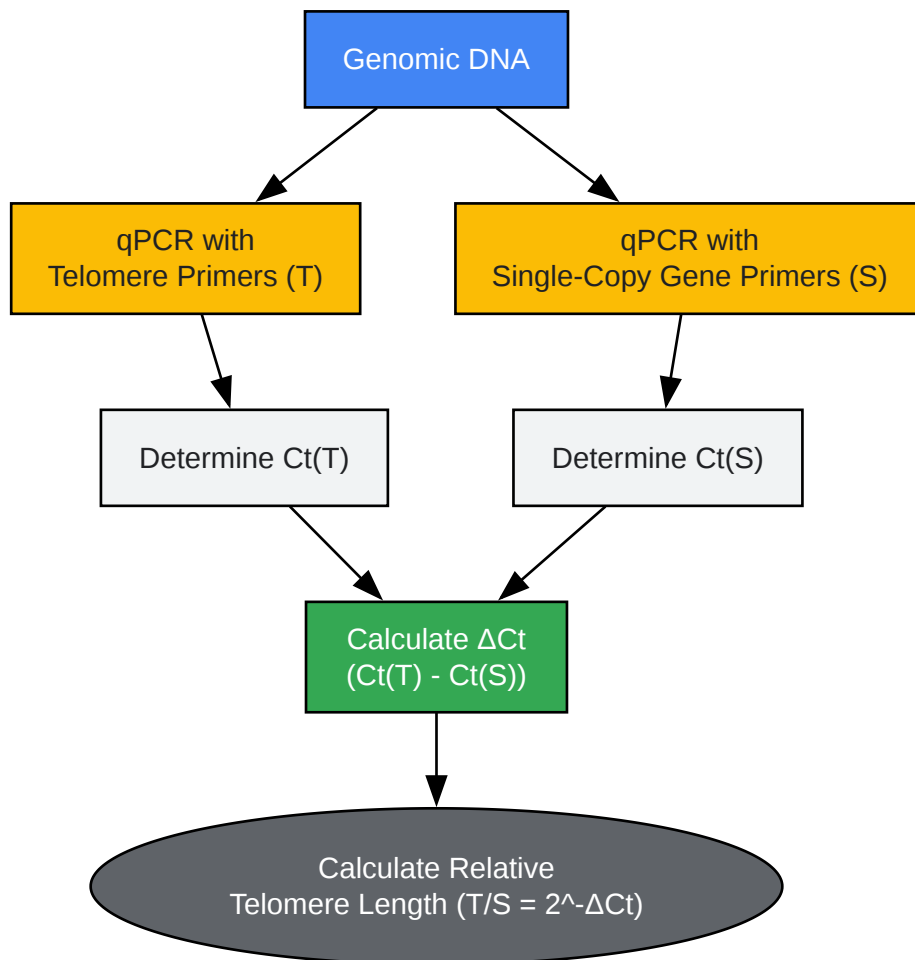 Genomic DNA
qPCR with
Telomere Primers (T)
qPCR with
Single-Copy Gene Primers (S)
Determine Ct(T)
Determine Ct(S)
Calculate ΔCt
(Ct(T) - Ct(S))
Calculate Relative
Telomere Length (T/S = 2^-ΔCt)